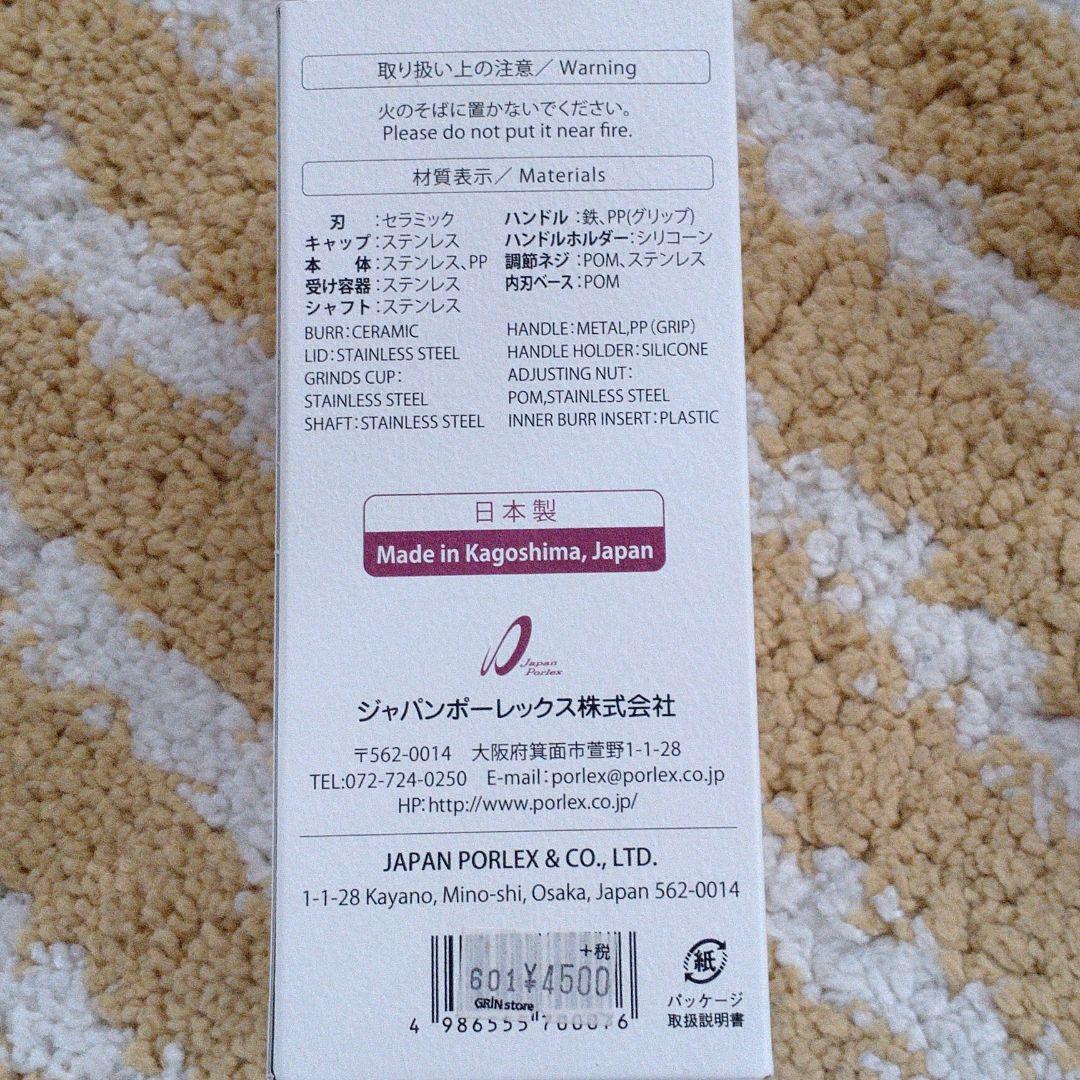 取り扱い上の注意／Warning
火のそばに置かないでください。
Please do not put it near fire.
材質表示／Materials
刃 :セラミック
キャップ:ステンレス
本 体:ステンレス、PP
受け容器:ステンレス
シャフト:ステンレス
ハンドル :鉄、PP(グリップ)
ハンドルホルダー:シリコーン
調節ネジ :POM、ステンレス
内刃ベース:POM
BURR:CERAMIC
LID:STAINLESS STEEL
GRINDS CUP:
STAINLESS STEEL
SHAFT:STAINLESS STEEL
HANDLE:METAL,PP(GRIP)
HANDLE HOLDER:SILICONE
ADJUSTING NUT:
POM,STAINLESS STEEL
INNER BURR INSERT:PLASTIC
日本製
Made in Kagoshima, Japan
Japan
Porlex
ジャパンポーレックス株式会社
〒562-0014 大阪府箕面市萱野1-1-28
TEL:072-724-0250 E-mail:porlex@porlex.co.jp
HP:http://www.porlex.co.jp/
JAPAN PORLEX & CO., LTD.
1-1-28 Kayano, Mino-shi, Osaka, Japan 562-0014
+税
601¥4500
GRIN store
4 986555 700076
紙
パッケージ
取扱説明書